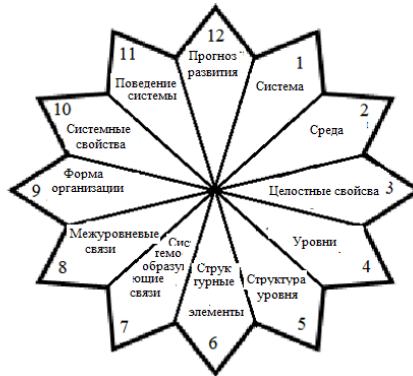 12
Прогноз
развития
1
Система
2
Среда
Целостные свойсва 3
Уровни
4
Структура
уровня
5
Струк
турные
элементы
6
Сис
темо
образу
ющие
связи
7
Межуровневые
связи
8
Форма
организации
9
10
Системные
свойства
11
Поведение
системы